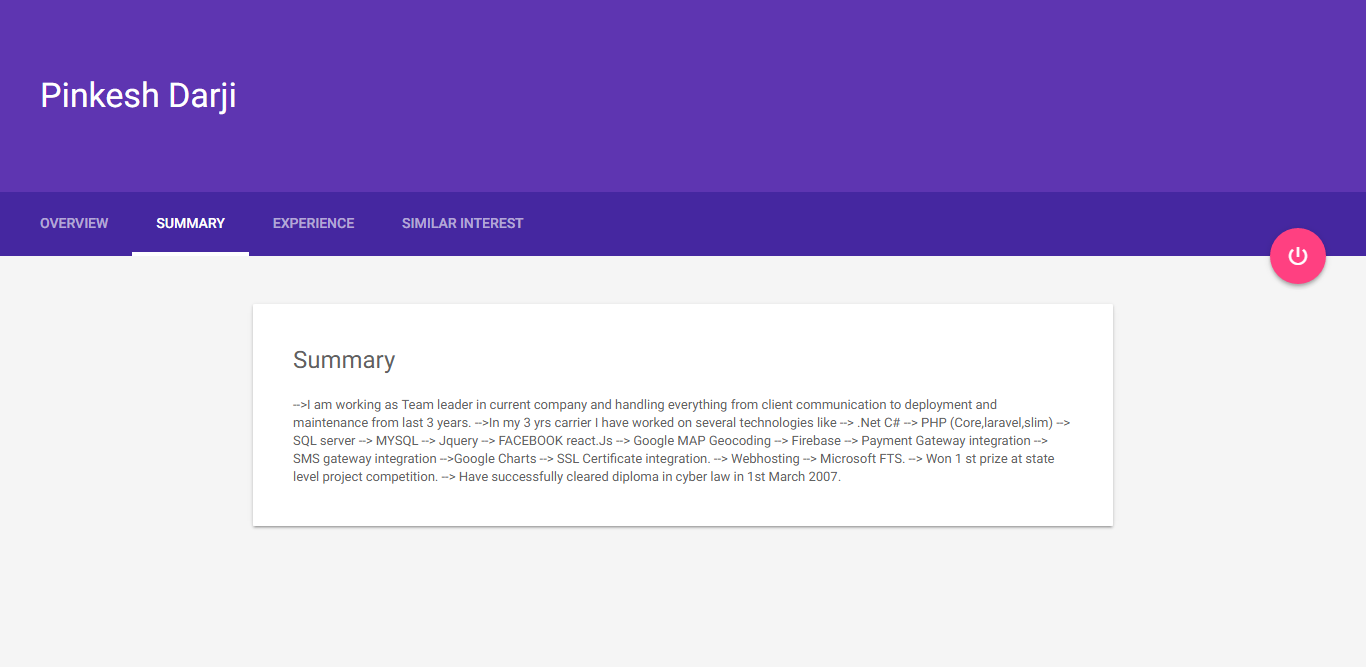 Pinkesh Darji
OVERVIEW SUMMARY EXPERIENCE SIMILAR INTEREST
Summary
-->I am working as Team leader in current company and handling everything from client communication to deployment and
maintenance from last 3 years. -->In my 3 yrs carrier I have worked on several technologies like --> .Net C# --> PHP (Core,laravel,slim) -->
SQL server --> MYSQL --> Jquery --> FACEBOOK react.Js --> Google MAP Geocoding --> Firebase --> Payment Gateway integration -->
SMS gateway integration -->Google Charts --> SSL Certificate integration. --> Webhosting --> Microsoft FTS. --> Won 1 st prize at state
level project competition. --> Have successfully cleared diploma in cyber law in 1st March 2007.